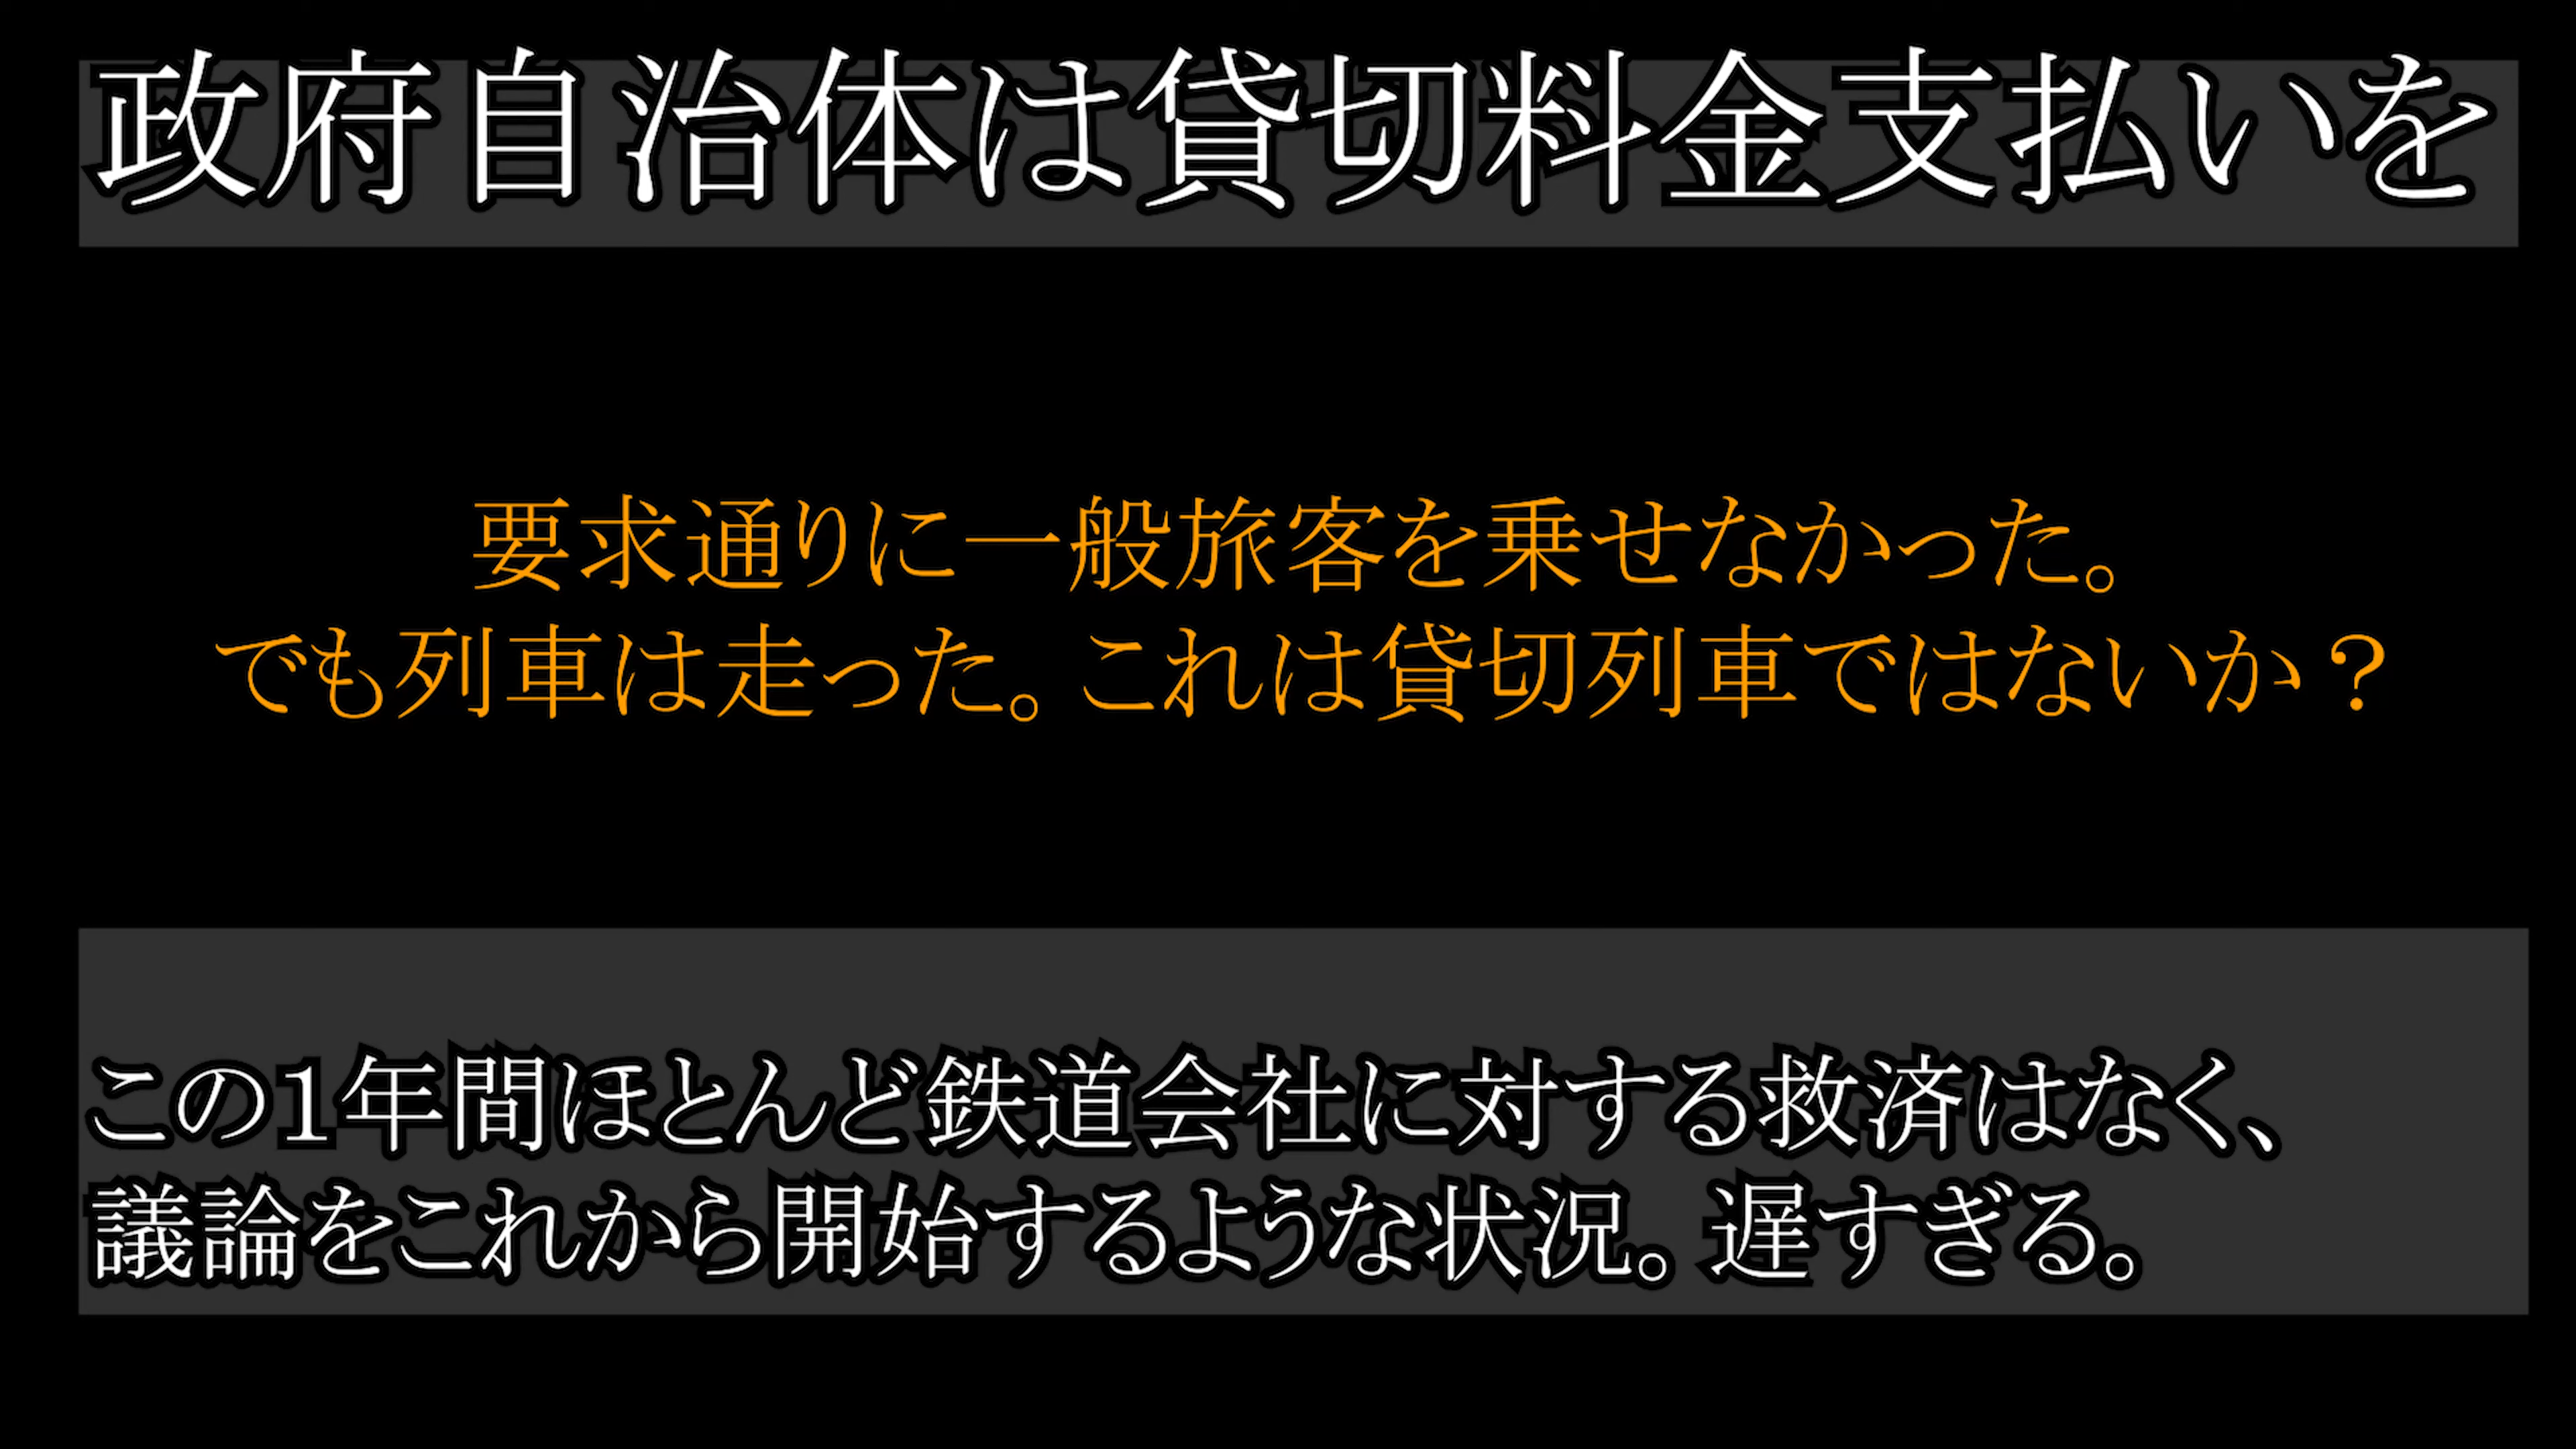 政府自治体は貸切料金支払いを
要求通りに一般旅客を乗せなかった。
でも列車は走った。これは貸切列車ではないか？
この1年間ほとんど鉄道会社に対する救済はなく、
議論をこれから開始するような状況。遅すぎる。